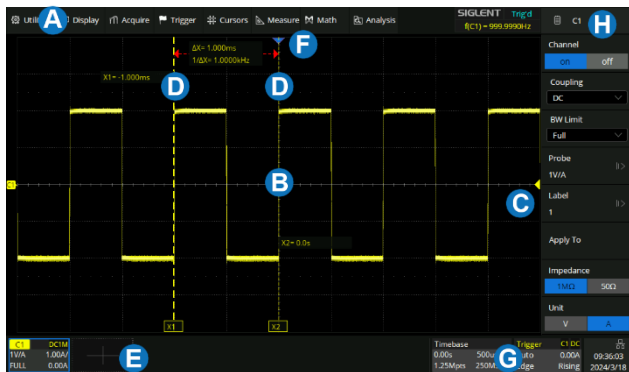 Utili A Display Acquire Trigger Cursors Measure Math Analysis
SIGLENT Trig'd
f(C1) = 999.9990Hz
C1 H
ΔX= 1.000ms
1/ΔX= 1.0000kHz
F
X1= -1.000ms
D D
B
C
C1
X2= 0.0s
X1 X2
Channel
on off
Coupling
DC
BW Limit
Full
Probe
1V/A
Label
1
Apply To
Impedance
1MΩ 50Ω
Unit
V A
C1 DC1M
1V/A 1.00A/
FULL 0.00A
E
Timebase
0.00s 500u
1.25Mpts 250M
G
Trigger C1 DC
uto 0.00A
dge Rising
09:36:03
2024/3/18